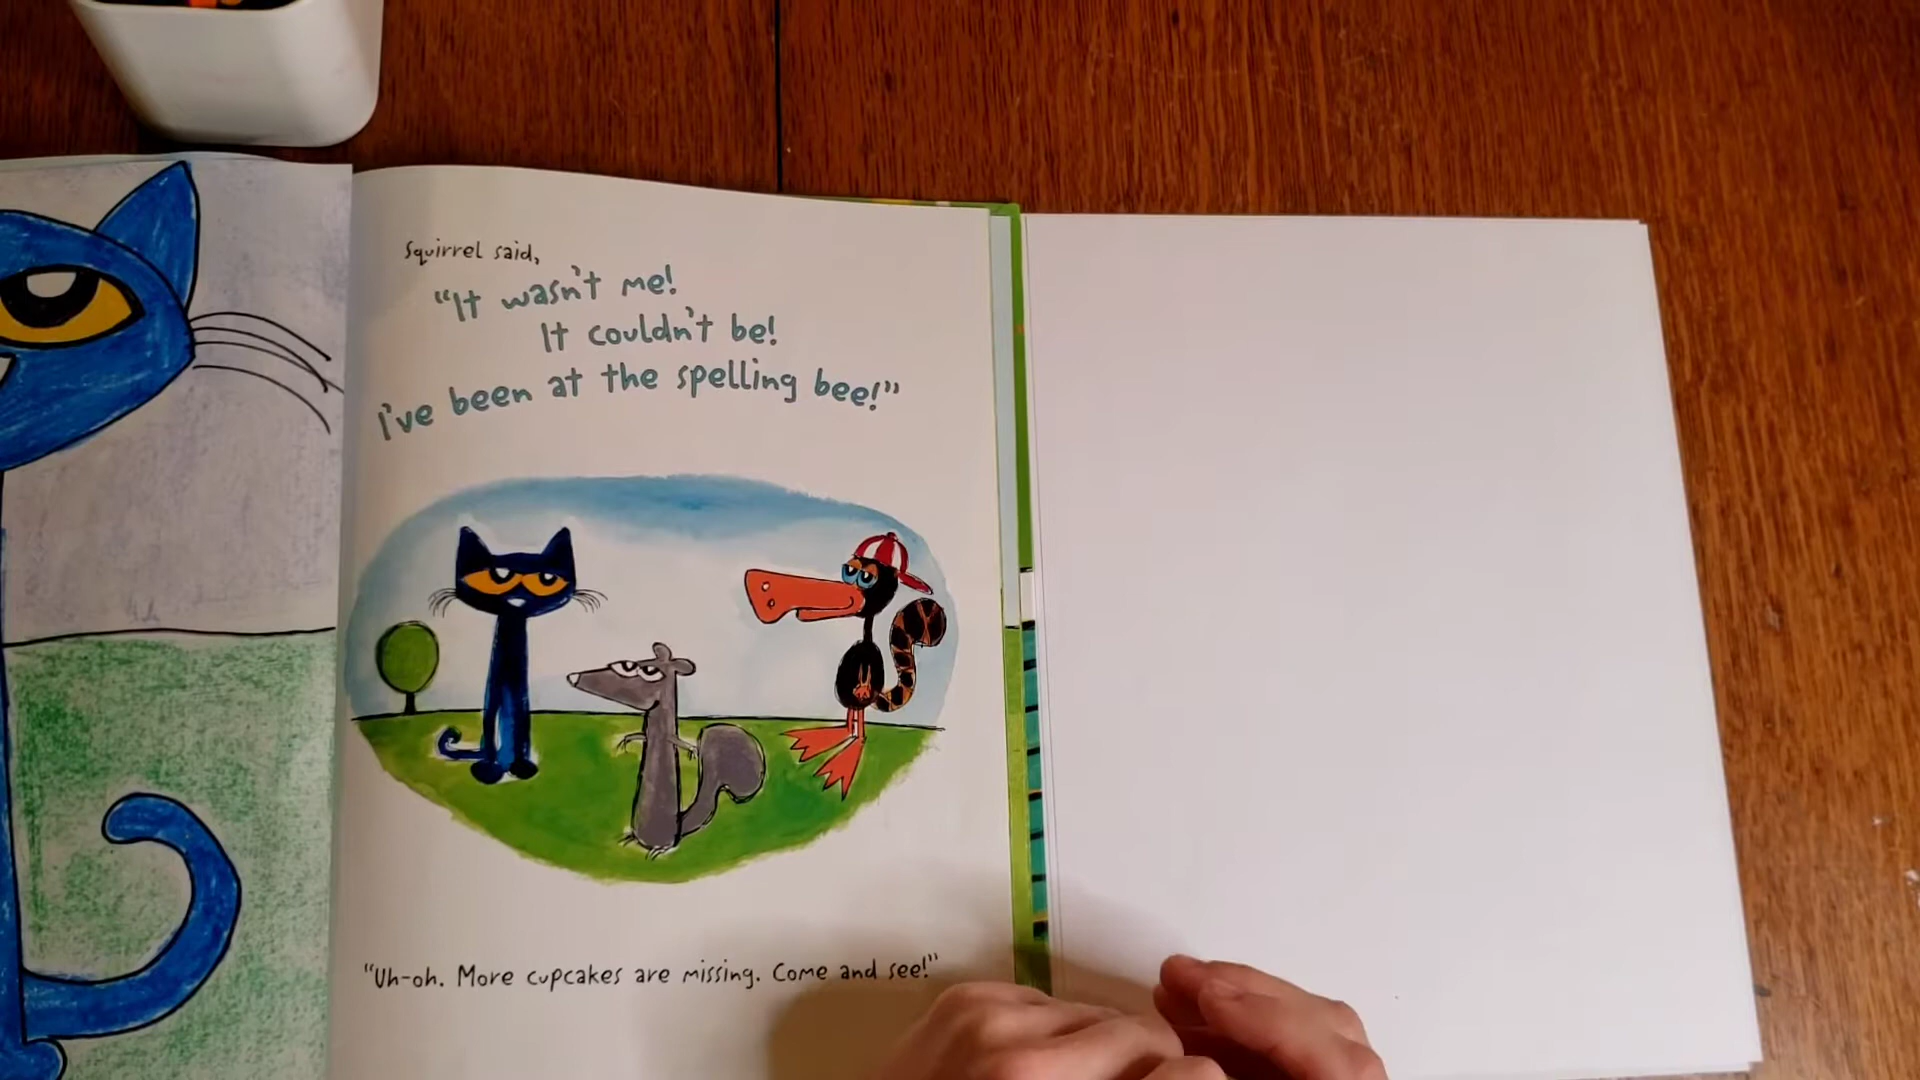 Squirrel said,
“It wasn't me!
It couldn't be!
I've been at the spelling bee!”
“Uh-oh. More cupcakes are missing. Come and see!”